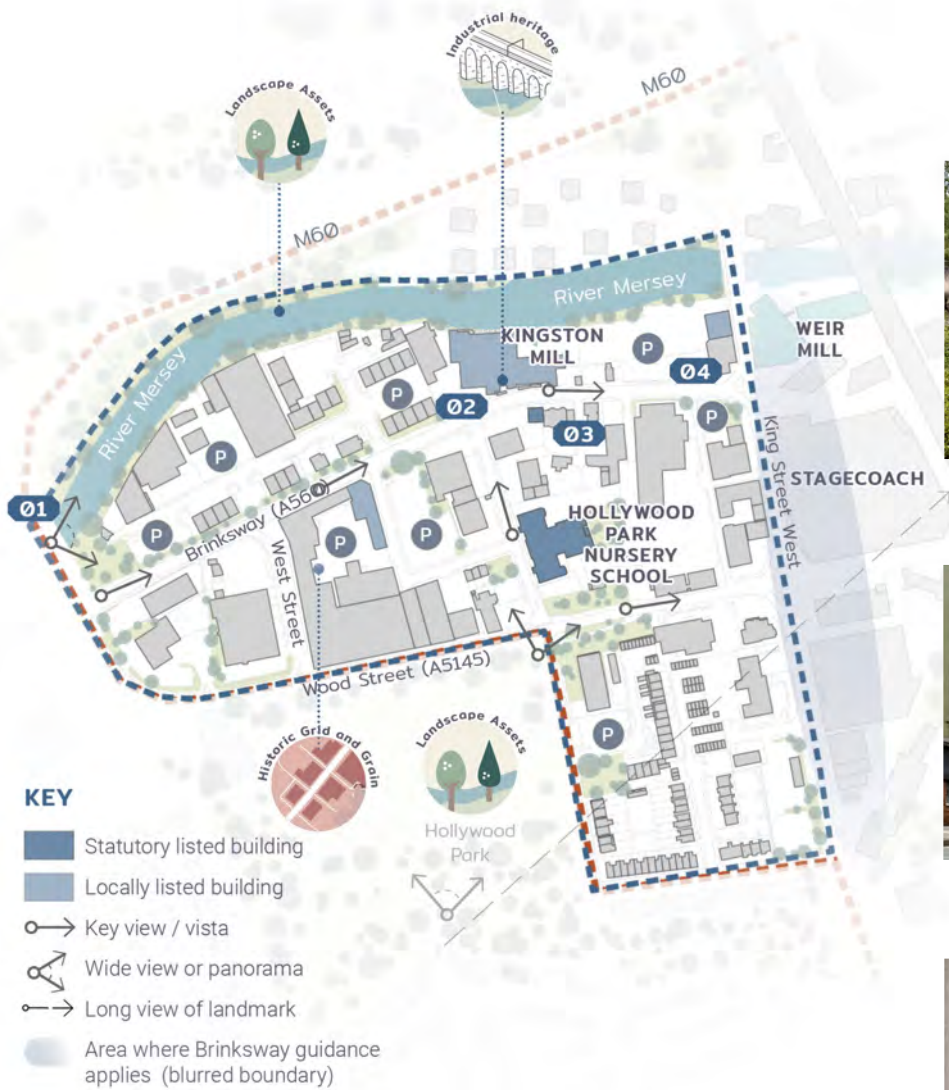 Industrial heritage
M60
Landscape Assets
M60
River Mersey
WEIR
MILL
KINGSTON
MILL
P
04
River Mersey
P
02
P
03
King Street West
P
STAGECOACH
01
P
Brinksway (A560)
P
P
HOLLYWOOD
PARK
NURSERY
SCHOOL
West Street
Wood Street (A5145)
Historic Grid and Grain
Landscape Assets
P
Hollywood
Park
KEY
Statutory listed building
Locally listed building
Key view / vista
Wide view or panorama
Long view of landmark
Area where Brinksway guidance
applies (blurred boundary)